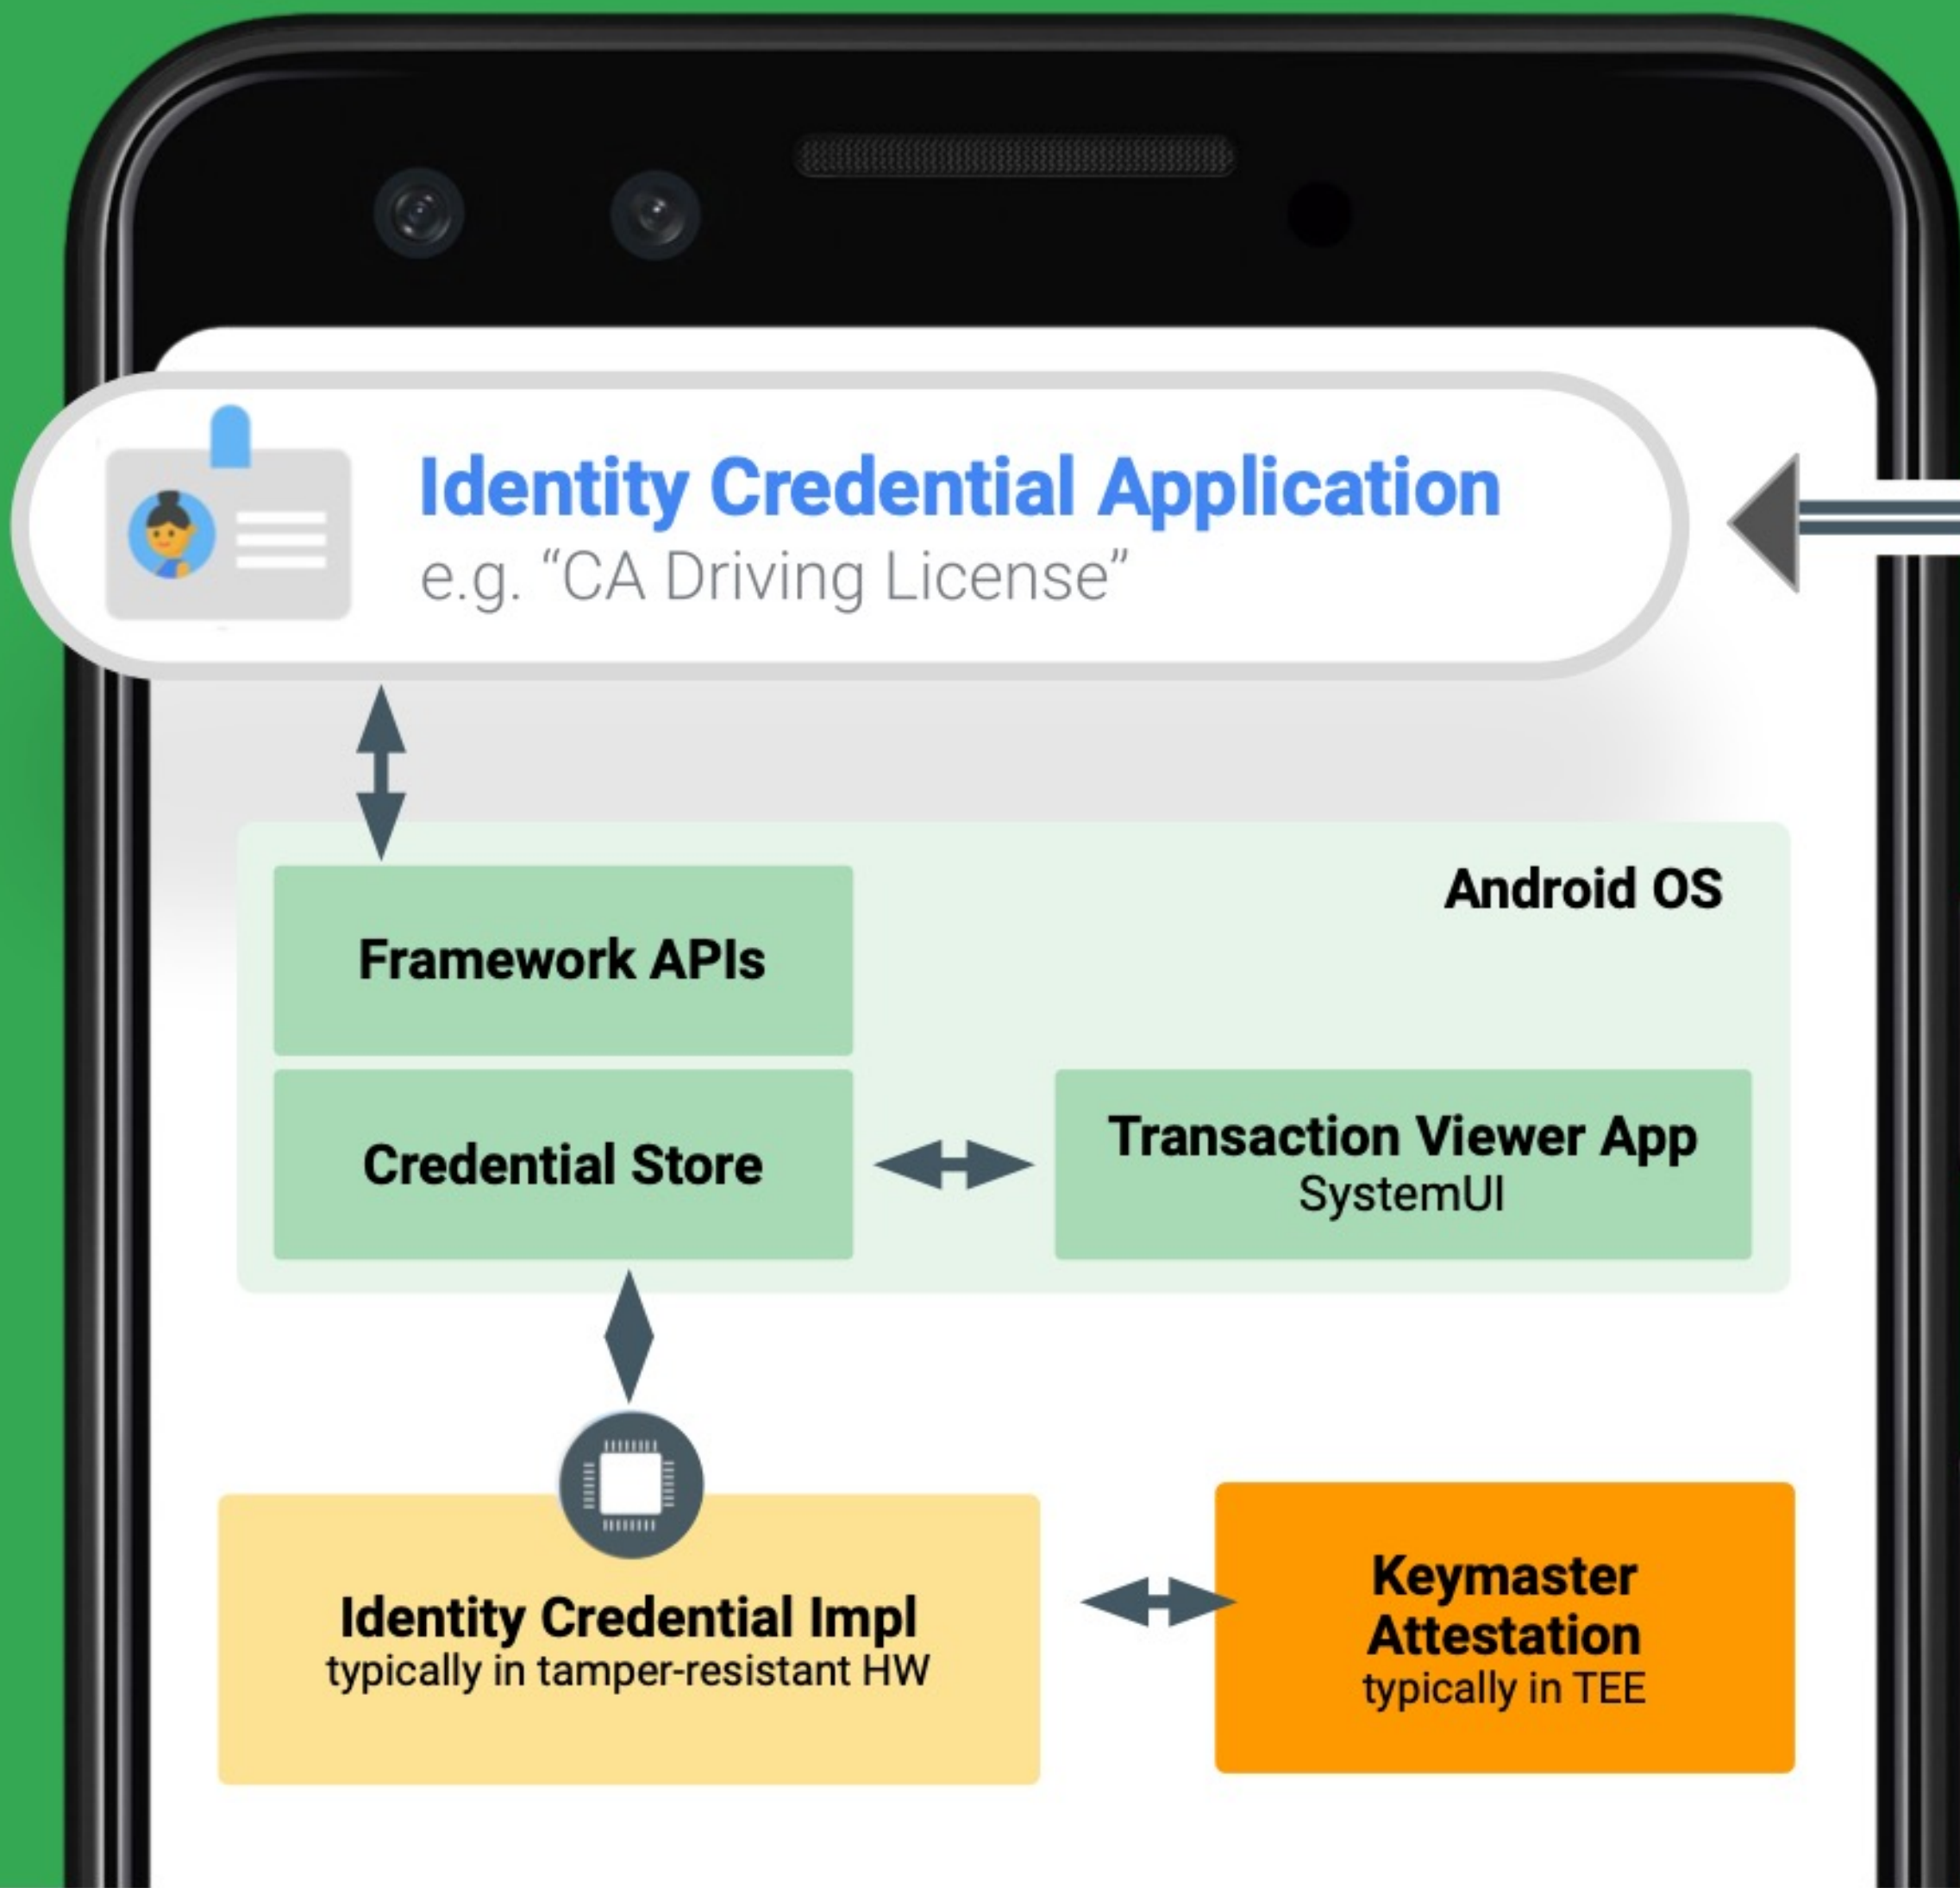 Identity Credential Application
e.g. “CA Driving License”
Android OS
Framework APIs
Credential Store
Transaction Viewer App
SystemUI
Identity Credential Impl
typically in tamper-resistant HW
Keymaster
Attestation
typically in TEE